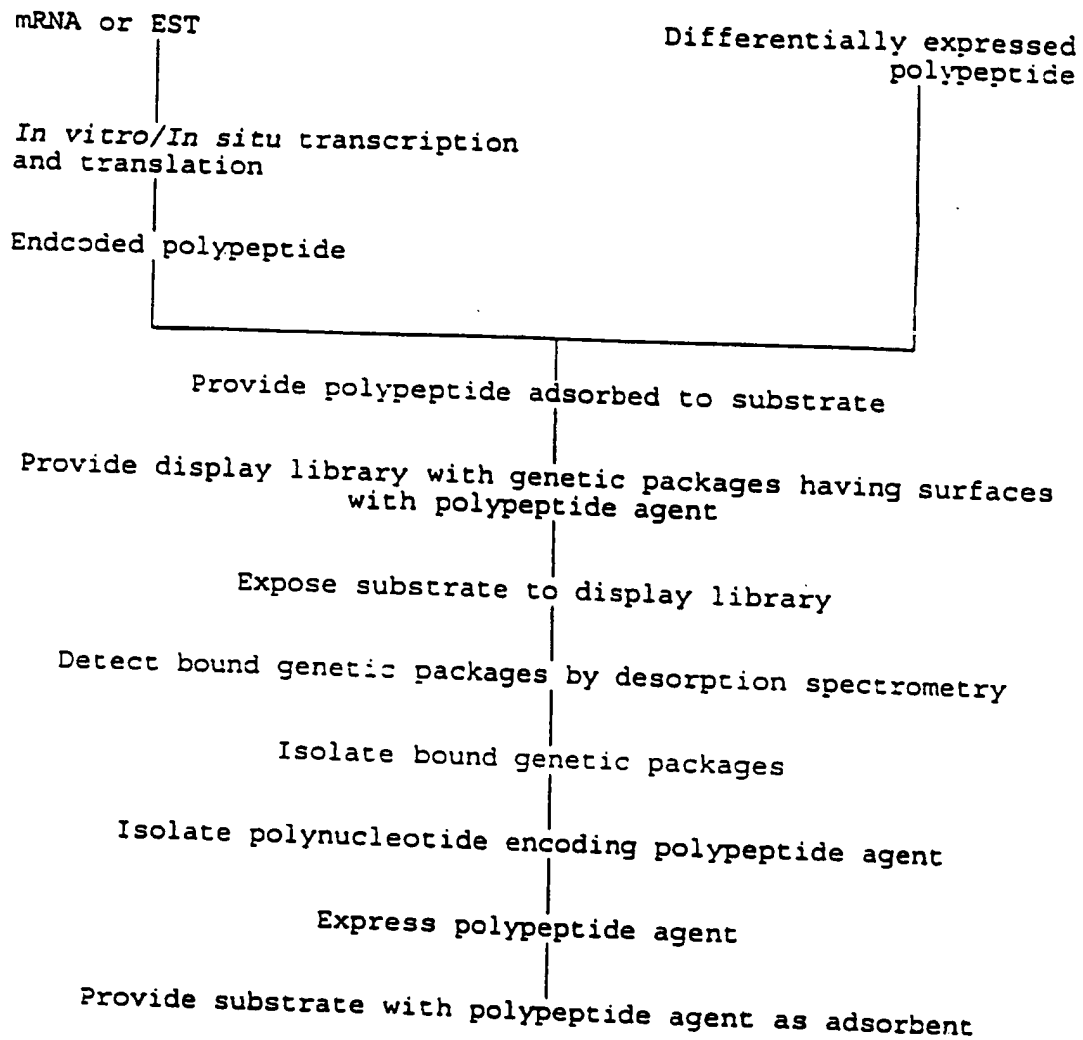 mRNA or EST
Differentially expressed
polypeptide
In vitro/In situ transcription
and translation
Endcoded polypeptide
Provide polypeptide adsorbed to substrate
Provide display library with genetic packages having surfaces
with polypeptide agent
Expose substrate to display library
Detect bound genetic packages by desorption spectrometry
Isolate bound genetic packages
Isolate polynucleotide encoding polypeptide agent
Express polypeptide agent
Provide substrate with polypeptide agent as adsorbent